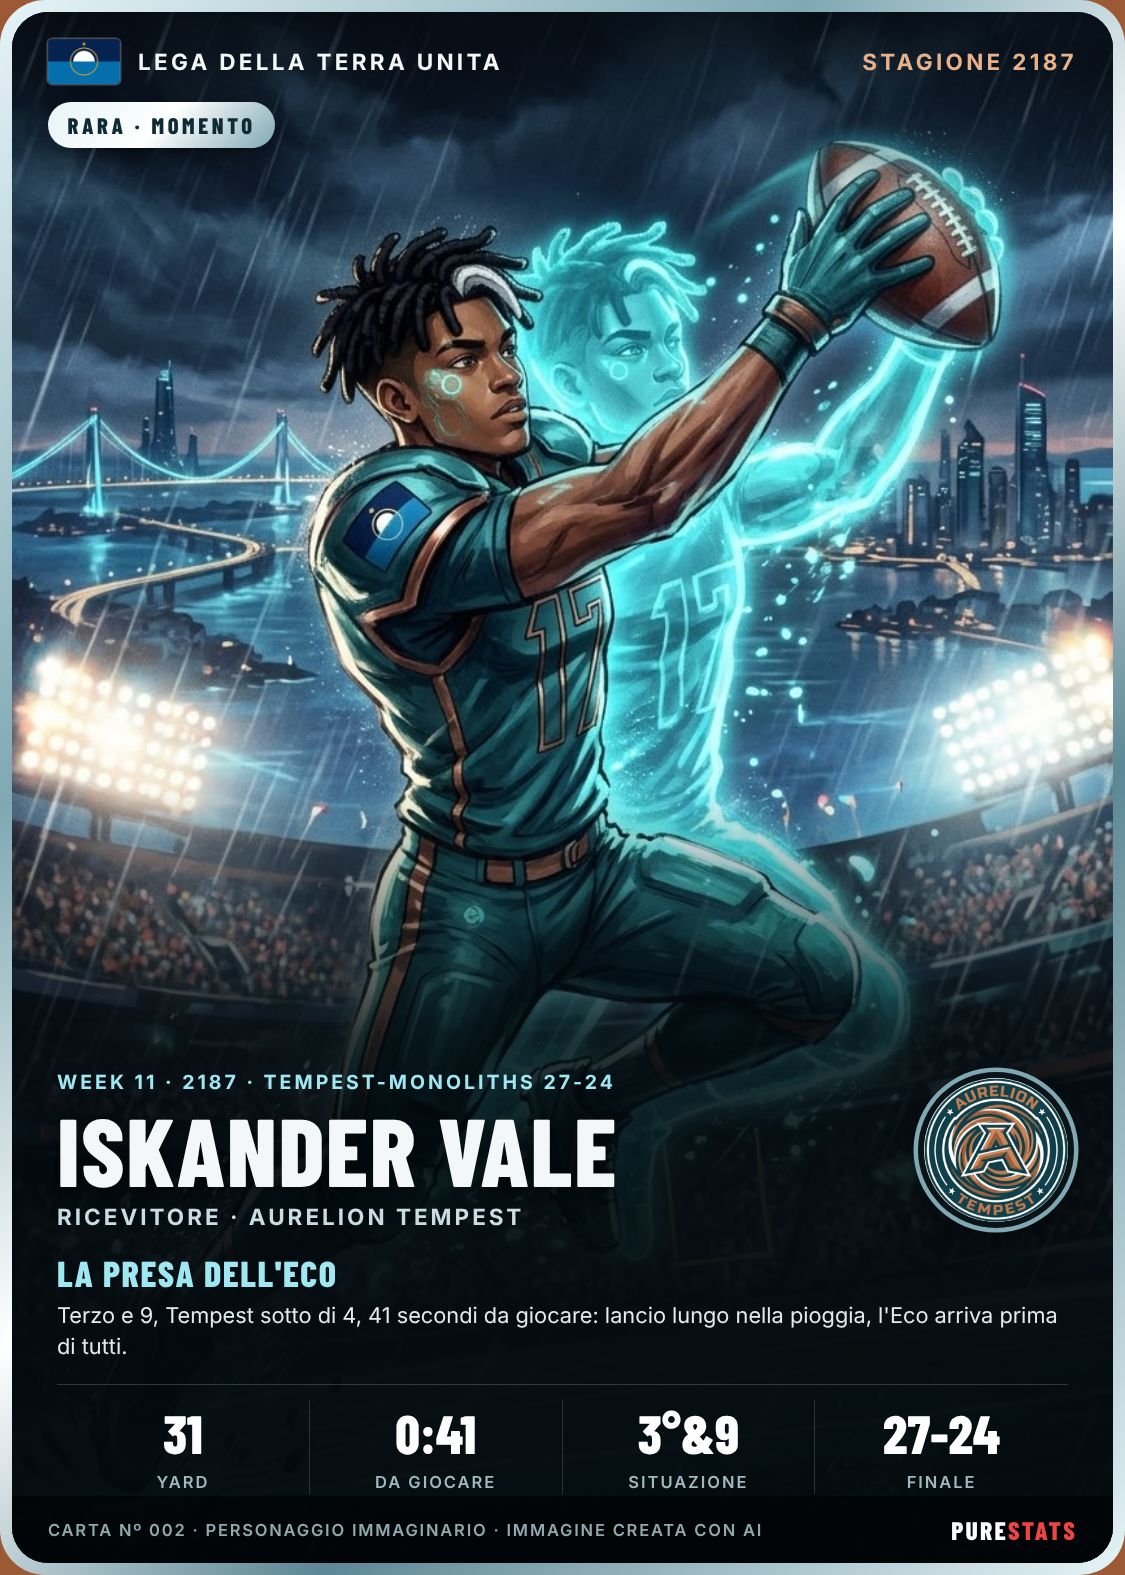 LEGA DELLA TERRA UNITA
STAGIONE 2187
RARA · MOMENTO
17
17
WEEK 11 · 2187 · TEMPEST-MONOLITHS 27-24
ISKANDER VALE
RICEVITORE · AURELION TEMPEST
AURELION
A
TEMPEST
LA PRESA DELL'ECO
Terzo e 9, Tempest sotto di 4, 41 secondi da giocare: lancio lungo nella pioggia, l'Eco arriva prima
di tutti.
31
YARD
0:41
DA GIOCARE
3°&9
SITUAZIONE
27-24
FINALE
CARTA Nº 002 · PERSONAGGIO IMMAGINARIO · IMMAGINE CREATA CON AI
PURESTATS